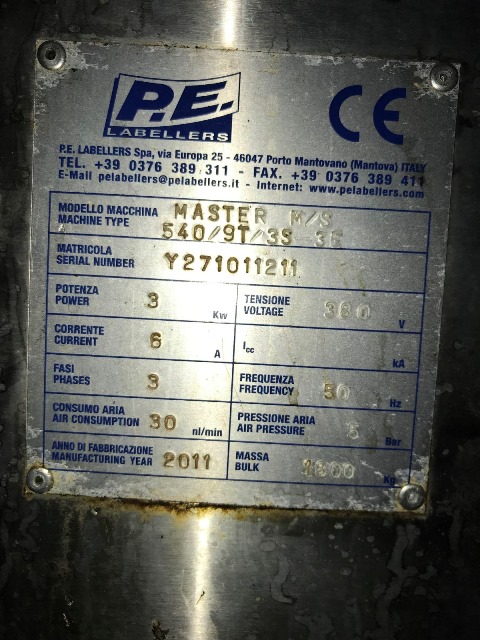 P.E.
LABELLERS
CE
P.E. LABELLERS Spa, via Europa 25 - 46047 Porto Mantovano (Mantova) ITALY
TEL. +39 0376 389 311 - FAX. +39 0376 389 411
E-Mail pelabellers@pelabellers.it - Internet: www.pelabellers.com
MODELLO MACCHINA MASTER M/S
MACHINE TYPE 540/9T/3S
MATRICOLA
SERIAL NUMBER Y271011211
POTENZA
POWER 3 Kw
TENSIONE
VOLTAGE 380 V
CORRENTE
CURRENT 6 A
Icc kA
FASI
PHASES 3
FREQUENZA
FREQUENCY 50 Hz
CONSUMO ARIA
AIR CONSUMPTION 30 nl/min
PRESSIONE ARIA
AIR PRESSURE Bar
ANNO DI FABBRICAZIONE
MANUFACTURING YEAR 2011
MASSA
BULK Kg